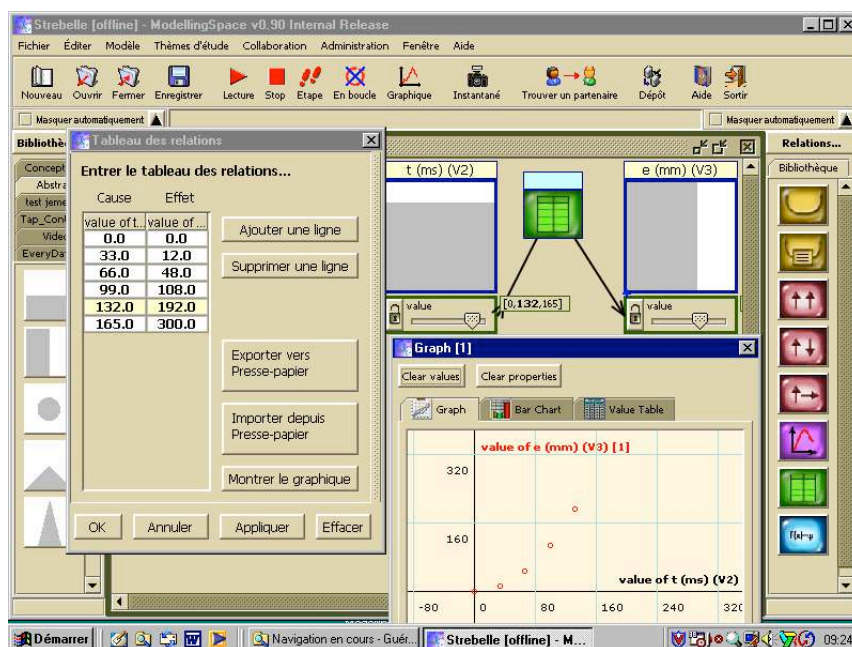 Strebelle [offline] - ModellingSpace v0.90 Internal Release
Fichier Éditer Modèle Thèmes d'étude Collaboration Administration Fenêtre Aide
Nouveau Ouvrir Fermer Enregistrer Lecture Stop Etape En boucle Graphique Instantané Trouver un partenaire Dépôt Aide Sortir
Masquer automatiquement Masquer automatiquement
Biblioth
Concept
Abstra
test jeme
Tap_Con
Video
EveryDa
Tableau des relations
Entrer le tableau des relations...
Cause Effet
value of t... value of ...
0.0 0.0
33.0 12.0
66.0 48.0
99.0 108.0
132.0 192.0
165.0 300.0
Ajouter une ligne
Supprimer une ligne
Exporter vers
Presse-papier
Importer depuis
Presse-papier
Montrer le graphique
OK Annuler Appliquer Effacer
t (ms) (V2) e (mm) (V3)
value [0,132,165] value
Graph [1]
Clear values Clear properties
Graph Bar Chart Value Table
value of e (mm) (V3) [1]
320
160
value of t (ms) (V2)
-80 0 80 160 240 320
Relations...
Bibliothèque
Démarrer Navigation en cours - Guér... Strebelle [offline] - M... 09:24